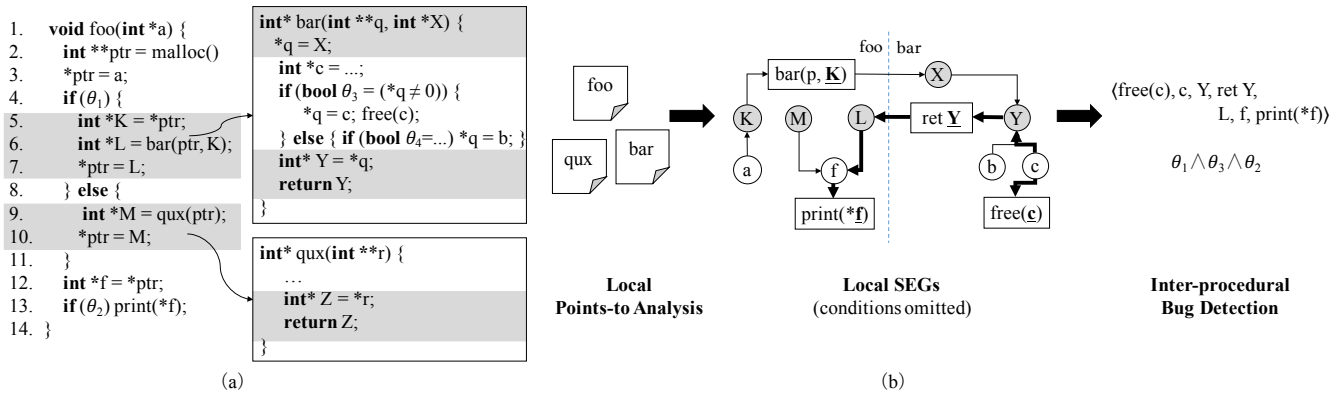 1. void foo(int *a) {
2. int **ptr = malloc()
3. *ptr = a;
4. if (θ1) {
5. int *K = *ptr;
6. int *L = bar(ptr, K);
7. *ptr = L;
8. } else {
9. int *M = qux(ptr);
10. *ptr = M;
11. }
12. int *f = *ptr;
13. if (θ2) print(*f);
14. }
int* bar(int **q, int *X) {
*q = X;
int *c = ...;
if (bool θ3 = (*q ≠ 0)) {
*q = c; free(c);
} else { if (bool θ4=...) *q = b; }
int* Y = *q;
return Y;
}
int* qux(int **r) {
...
int* Z = *r;
return Z;
}
(a)
foo
qux
bar
Local
Points-to Analysis
foo bar
bar(p, K)
X
K
M
L
ret Y
Y
a
f
b
c
print(*f)
free(c)
Local SEGs
(conditions omitted)
⟨free(c), c, Y, ret Y,
L, f, print(*f)⟩
θ1∧θ3∧θ2
Inter-procedural
Bug Detection
(b)